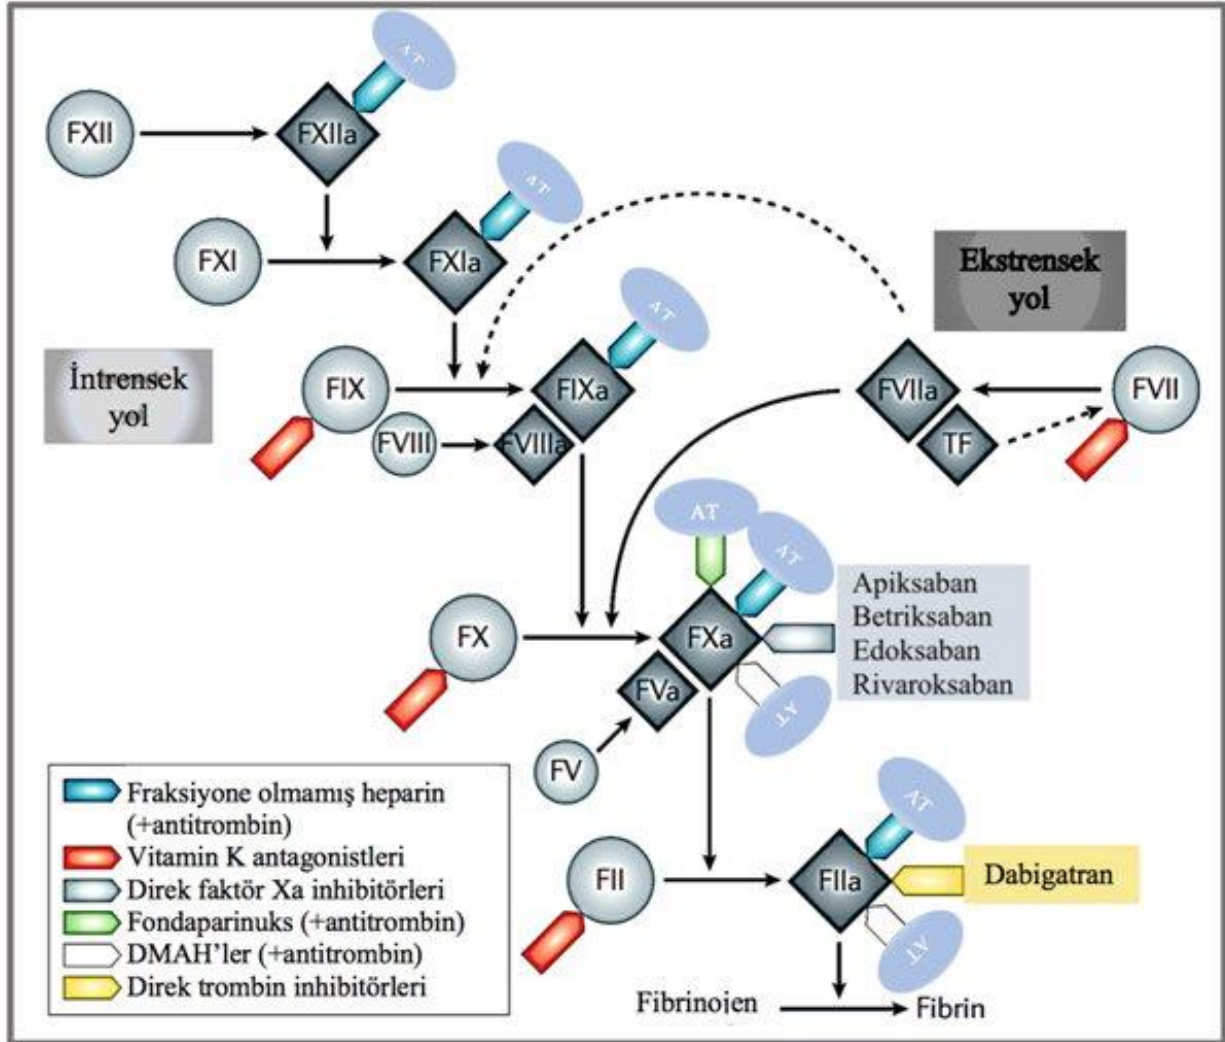 AT
FXII
FXIIa
AT
FXI
FXIa
Ekstrensek
yol
AT
İntrensek
yol
FIX
FIXa
FVIIa
FVII
FVIII
FVIIIa
TF
AT
AT
Apiksaban
Betriksaban
Edoksaban
Rivaroksaban
FX
FXa
FVa
AT
FV
Fraksiyone olmamış heparin
(+antitrombin)
Vitamin K antagonistleri
Direk faktör Xa inhibitörleri
Fondaparinuks (+antitrombin)
DMAH’ler (+antitrombin)
Direk trombin inhibitörleri
AT
FII
FIIa
Dabigatran
AT
Fibrinojen
Fibrin